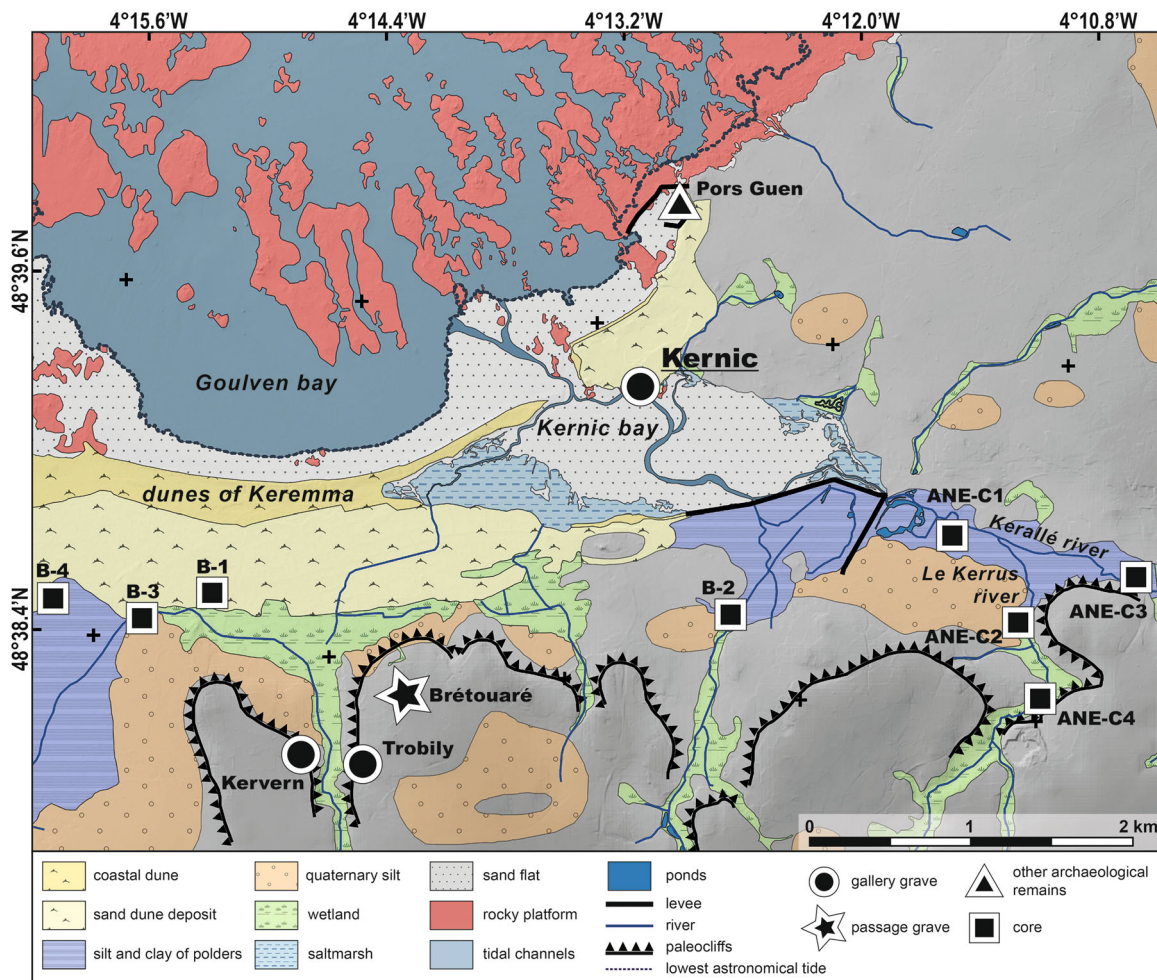 4°15.6'W 4°14.4'W 4°13.2'W 4°12.0'W 4°10.8'W
Pors Guen
48°39.6'N
Goulven bay
Kernic
Kernic bay
dunes of Keremma
ANE-C1
Kerallé river
B-4
B-3
B-1
B-2
Le Kerrus
river
ANE-C3
ANE-C2
48°38.4'N
Brétouaré
ANE-C4
Trobily
Kervern
0 1 2 km
coastal dune
sand dune deposit
silt and clay of polders
quaternary silt
wetland
saltmarsh
sand flat
rocky platform
tidal channels
ponds
levee
river
paleocliffs
lowest astronomical tide
gallery grave
passage grave
other archaeological
remains
core